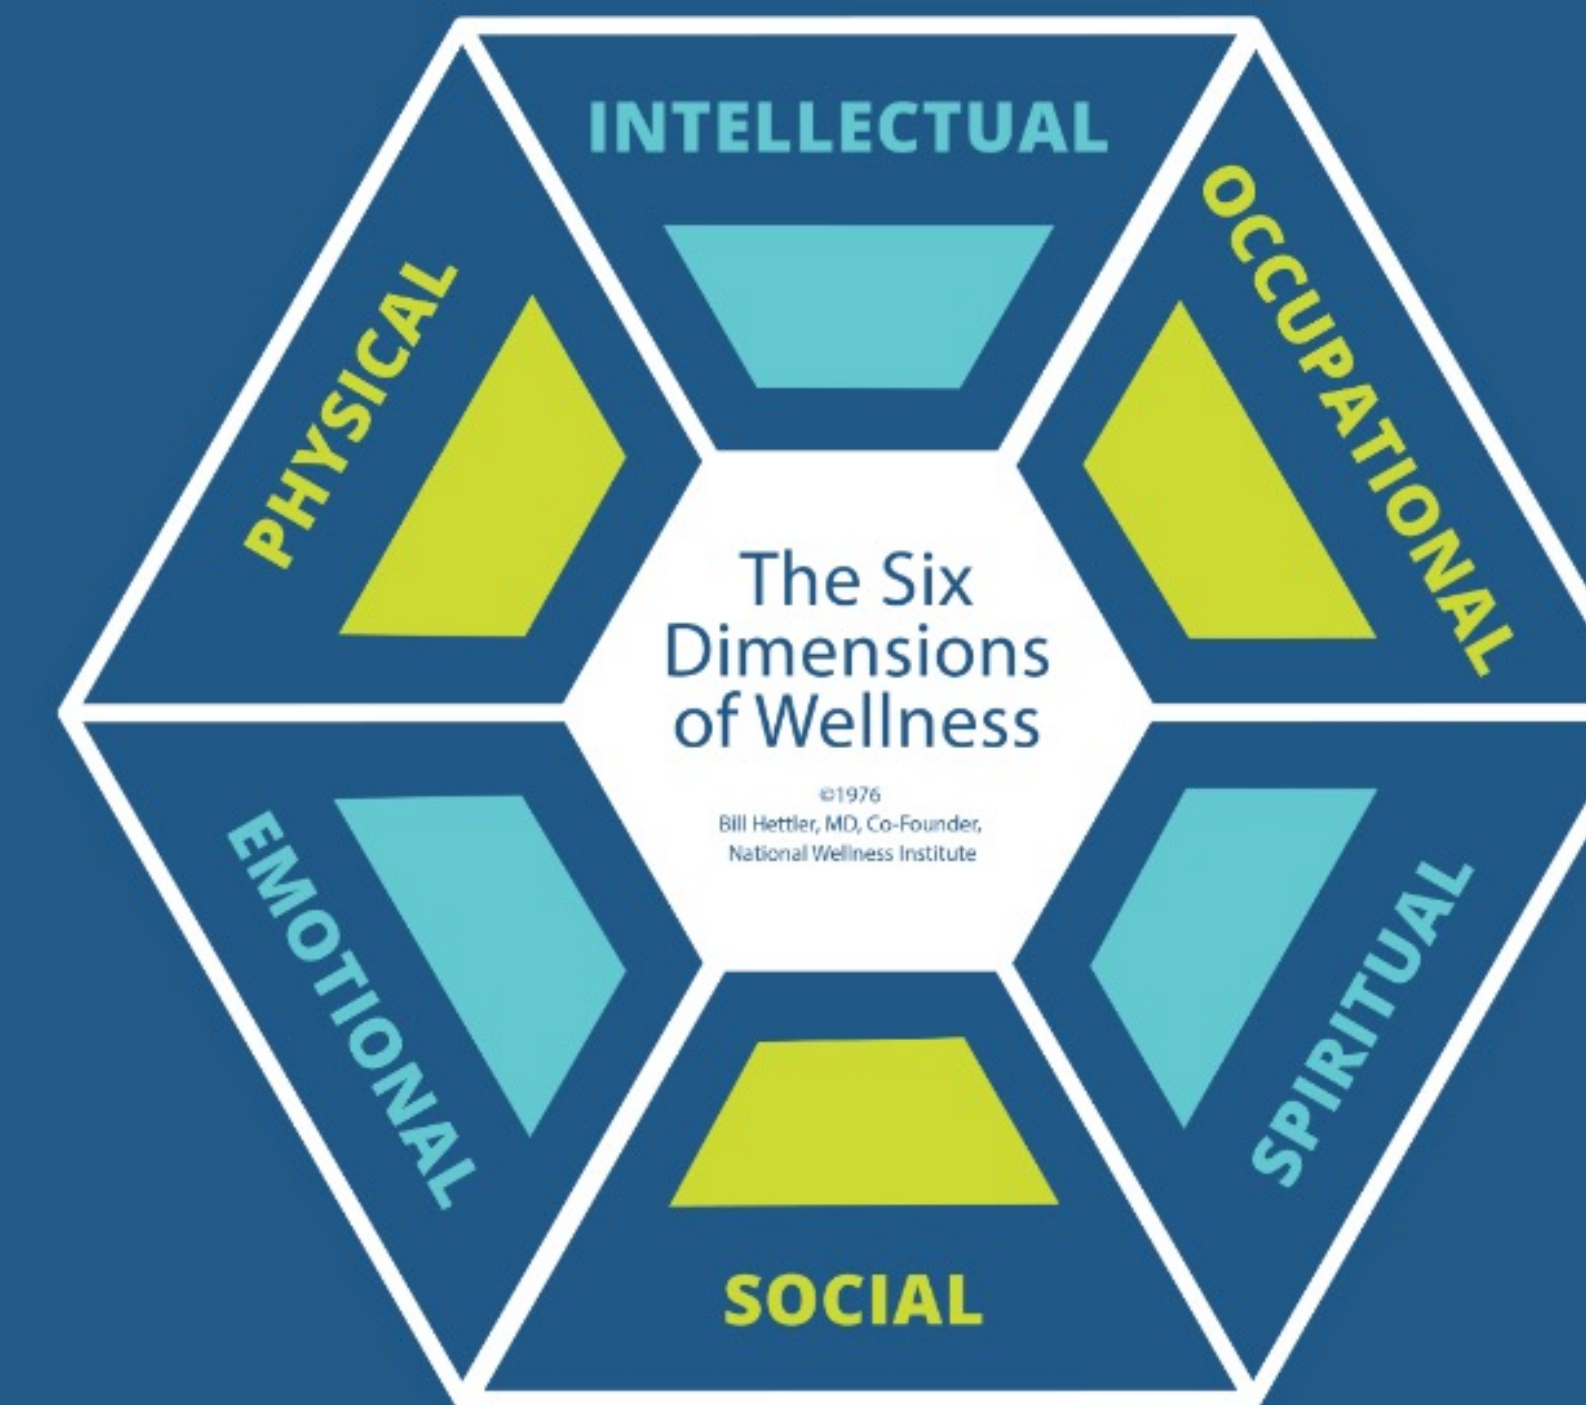 INTELLECTUAL
OCCUPATIONAL
PHYSICAL
The Six
Dimensions
of Wellness
©1976
Bill Hettler, MD, Co-Founder,
National Wellness Institute
EMOTIONAL
SPIRITUAL
SOCIAL